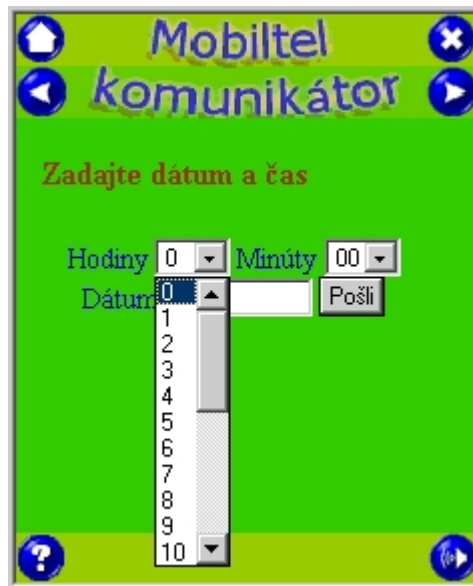 Mobiltel
komunikátor
Zadajte dátum a čas
Hodiny 0 Minúty 00
Dátum Pošli
0
1
2
3
4
5
6
7
8
9
10
?